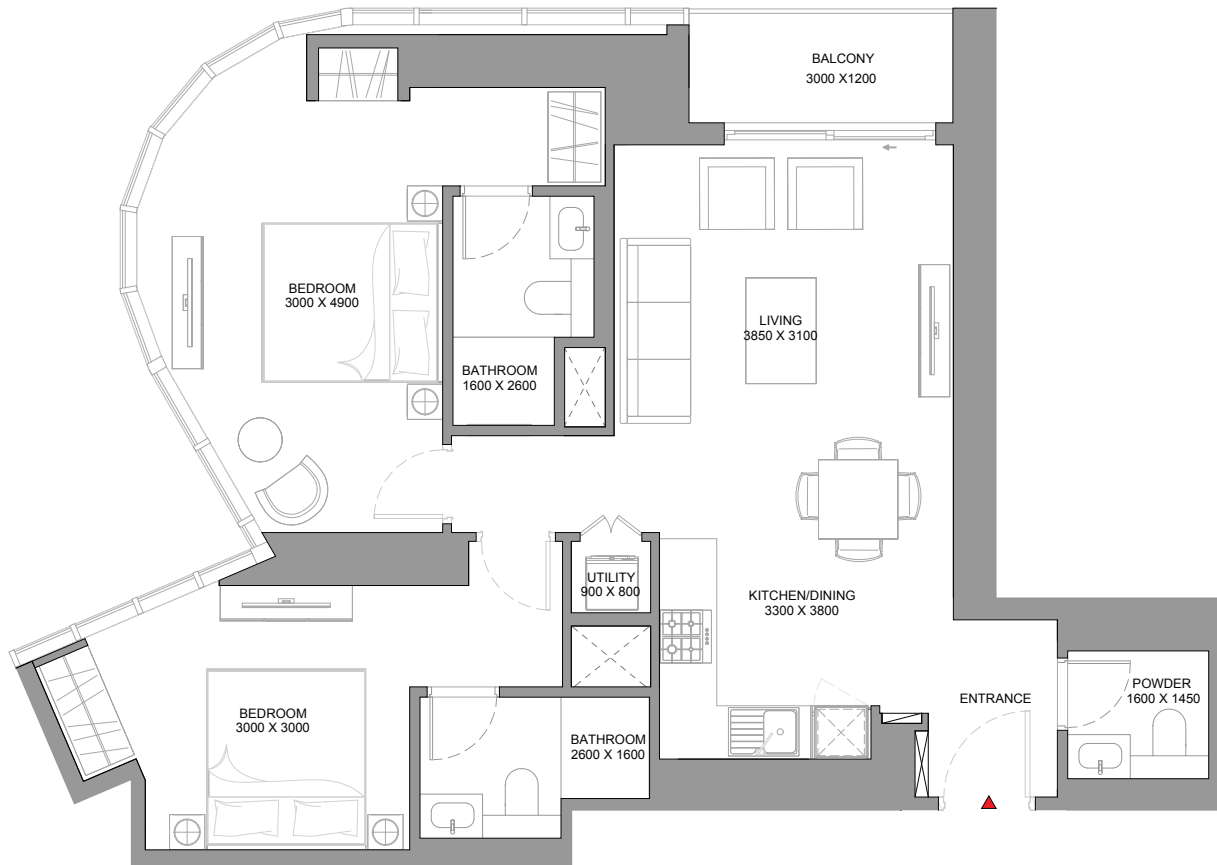 BALCONY
3000 X1200
BEDROOM
3000 X 4900
LIVING
3850 X 3100
BATHROOM
1600 X 2600
UTILITY
900 X 800
KITCHEN/DINING
3300 X 3800
POWDER
1600 X 1450
ENTRANCE
BEDROOM
3000 X 3000
BATHROOM
2600 X 1600